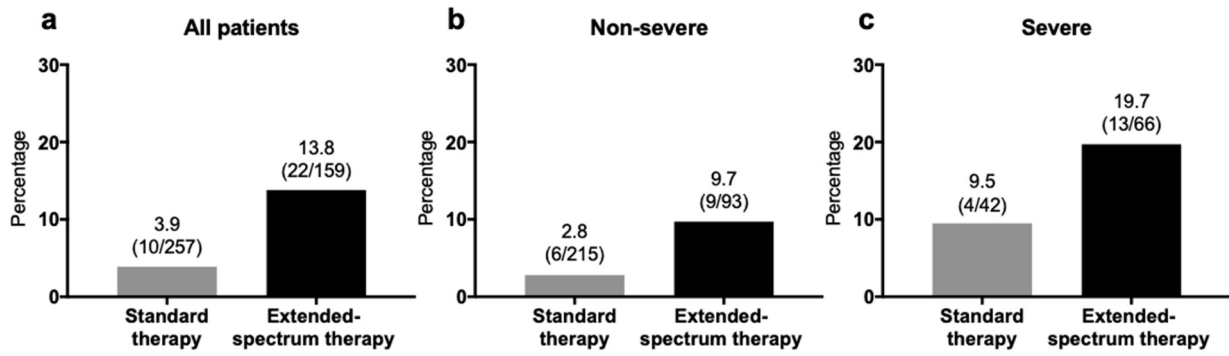 a
All patients
Percentage
30
20
10
0
3.9
(10/257)
13.8
(22/159)
Standard
therapy
Extended-
spectrum therapy
b
Non-severe
Percentage
30
20
10
0
2.8
(6/215)
9.7
(9/93)
Standard
therapy
Extended-
spectrum therapy
c
Severe
Percentage
30
20
10
0
9.5
(4/42)
19.7
(13/66)
Standard
therapy
Extended-
spectrum therapy